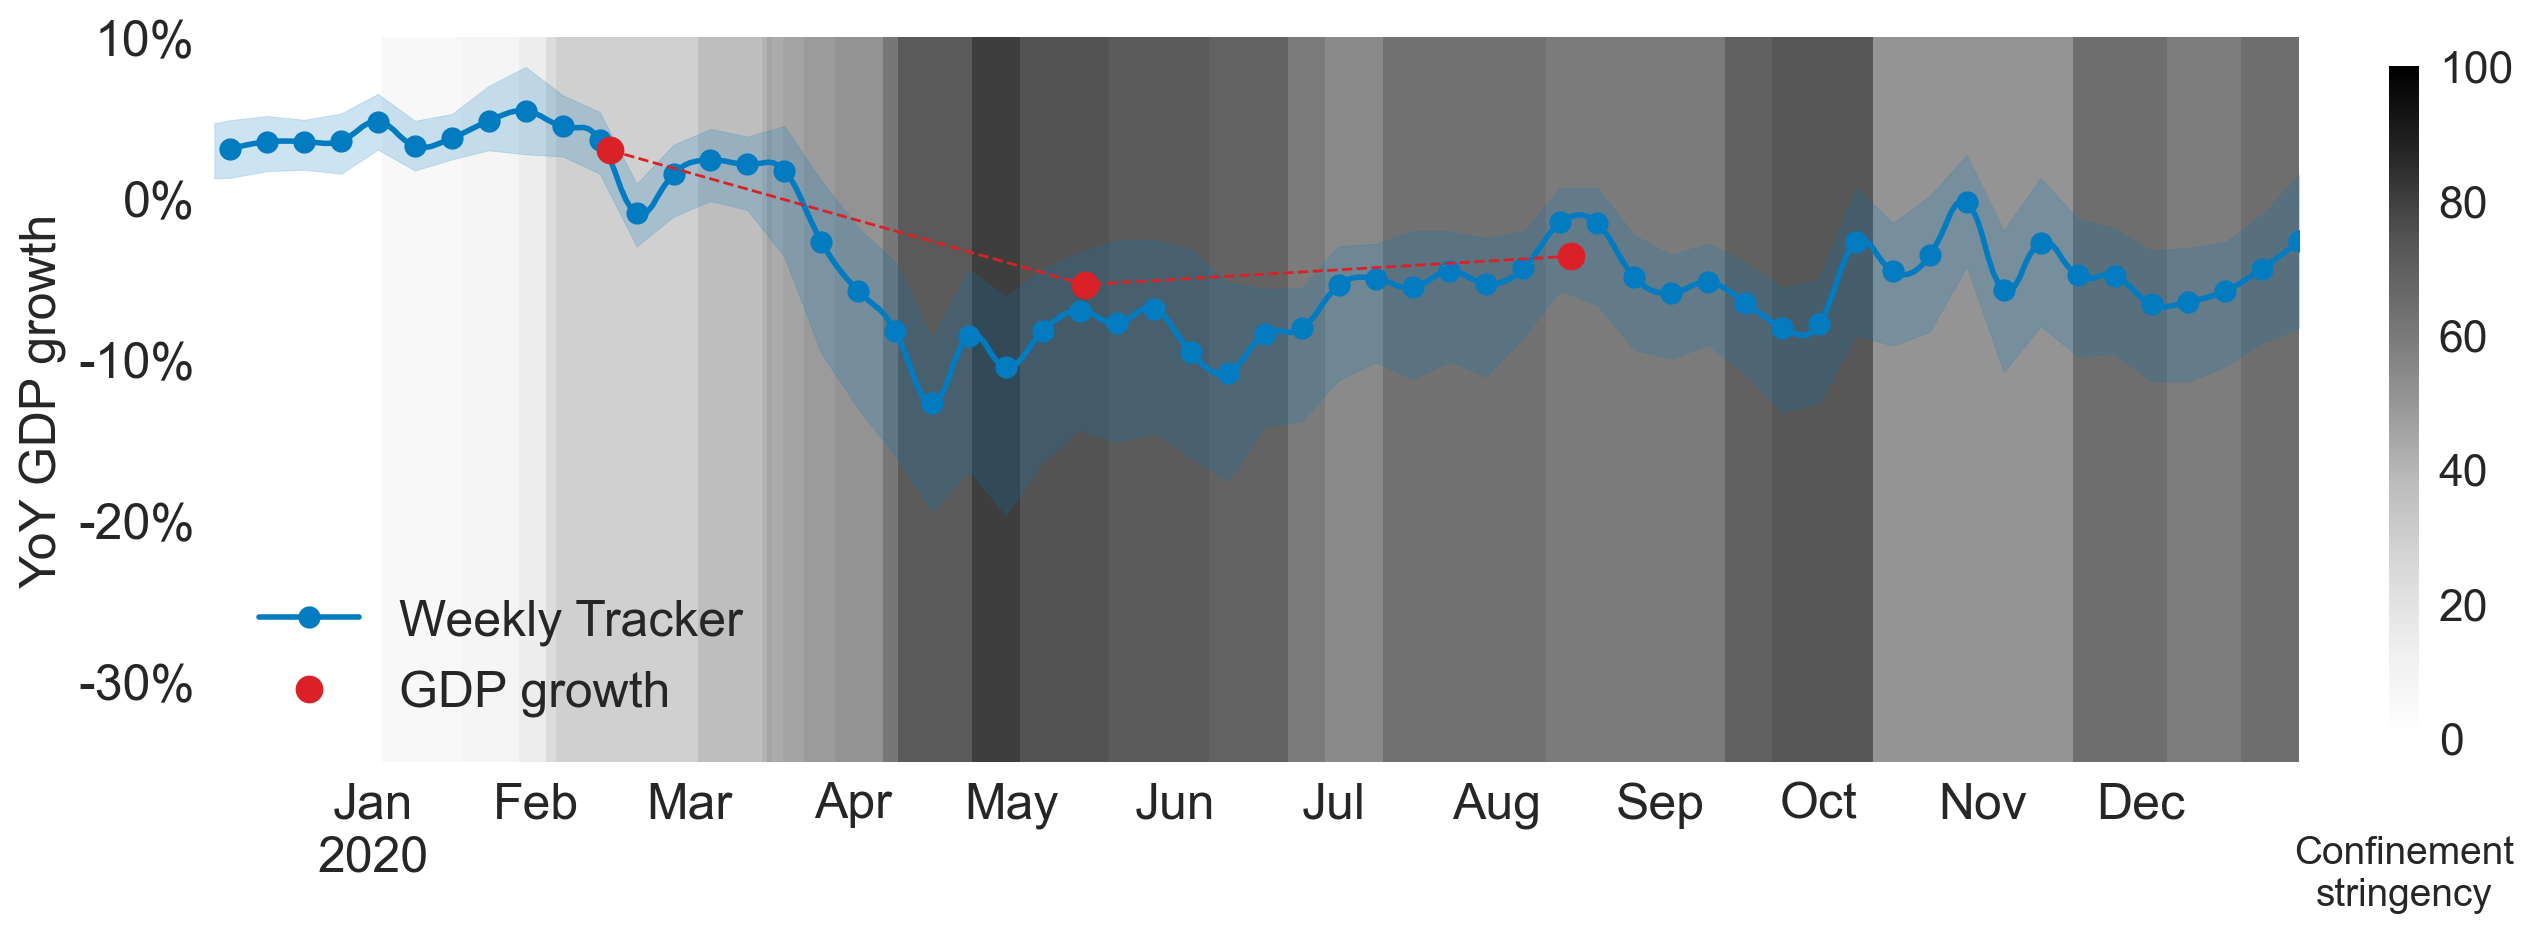 10%
0%
-10%
-20%
-30%
YoY GDP growth
Weekly Tracker
GDP growth
Jan Feb Mar Apr May Jun Jul Aug Sep Oct Nov Dec
2020
100
80
60
40
20
0
Confinement
stringency